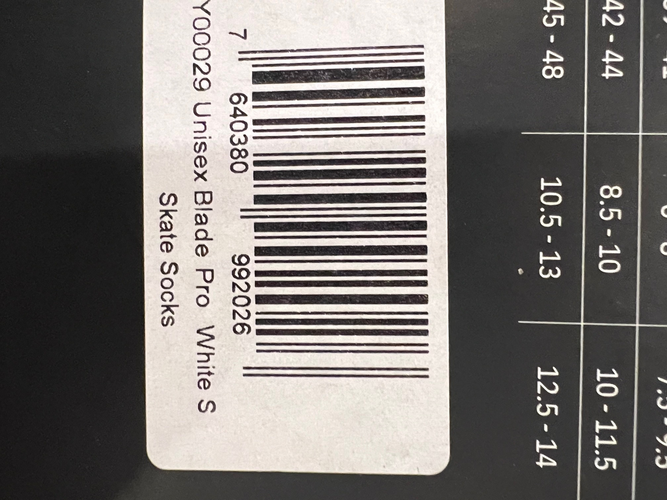 42 - 44 8.5 - 10 10 - 11.5
45 - 48 10.5 - 13 12.5 - 14
7 640380 992026
Y00029 Unisex Blade Pro White S
Skate Socks